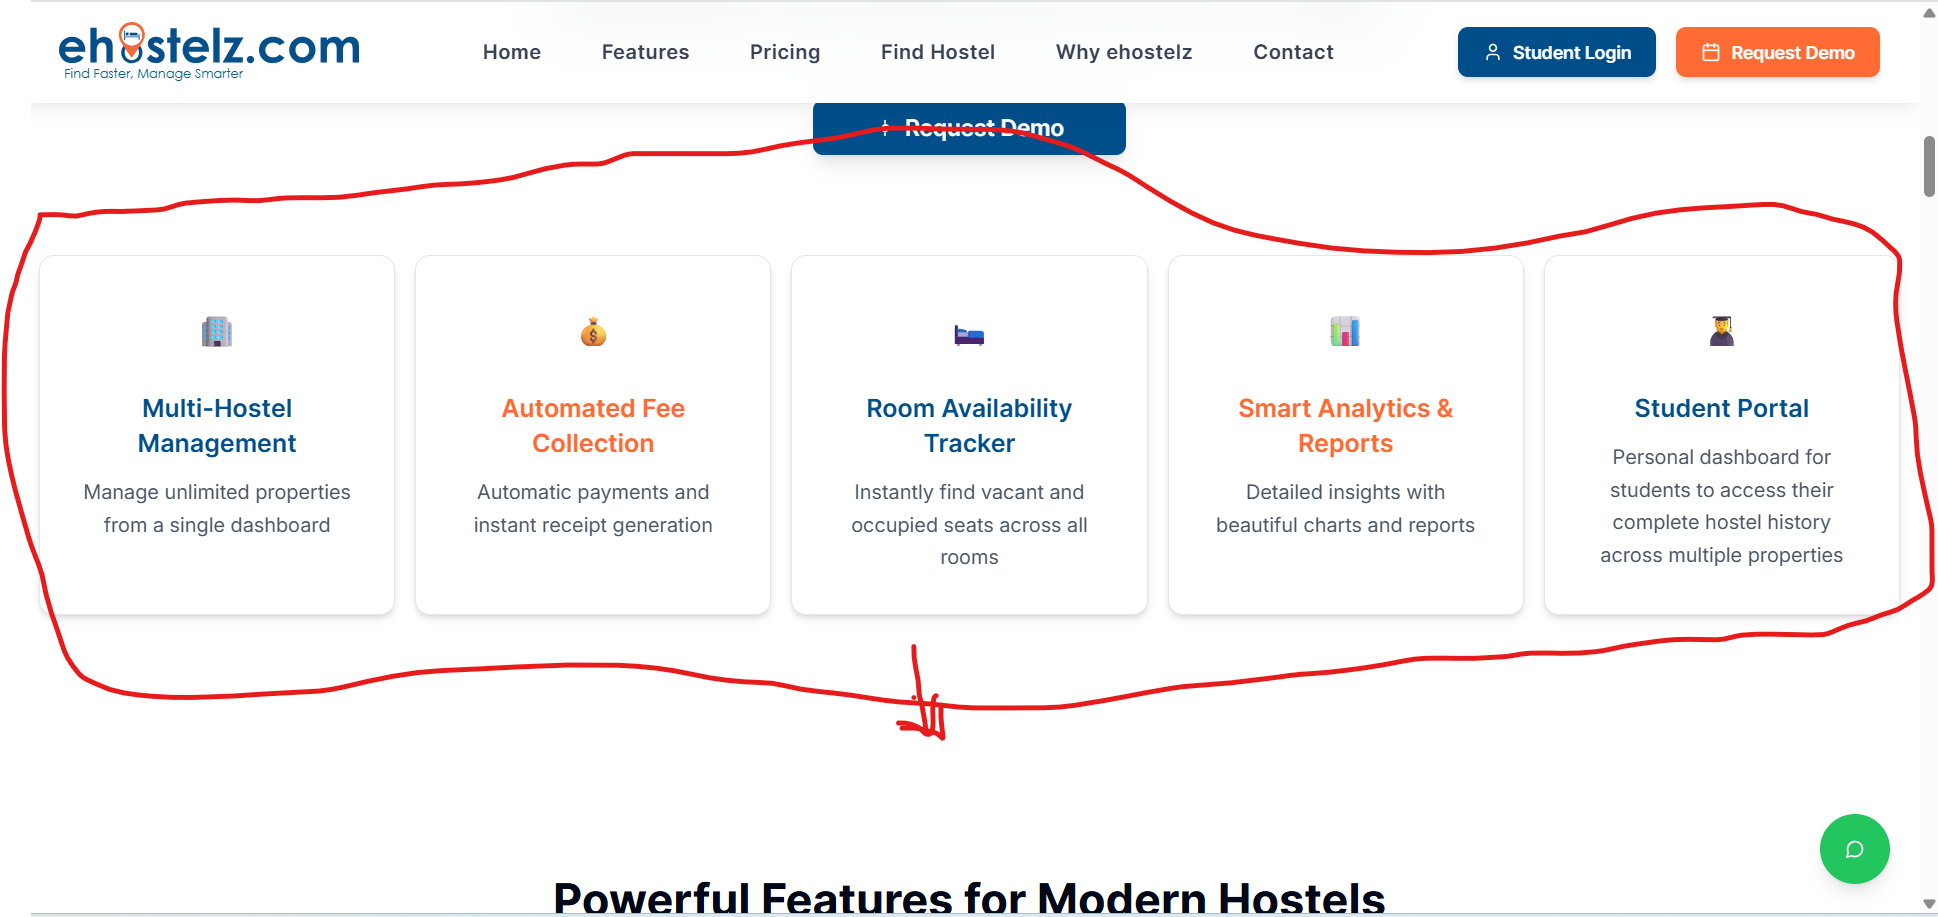 ehostelz.com
Find Faster, Manage Smarter
Home
Features
Pricing
Find Hostel
Why ehostelz
Contact
Student Login
Request Demo
Request Demo
Multi-Hostel
Management
Manage unlimited properties
from a single dashboard
Automated Fee
Collection
Automatic payments and
instant receipt generation
Room Availability
Tracker
Instantly find vacant and
occupied seats across all
rooms
Smart Analytics &
Reports
Detailed insights with
beautiful charts and reports
Student Portal
Personal dashboard for
students to access their
complete hostel history
across multiple properties
Powerful Features for Modern Hostels